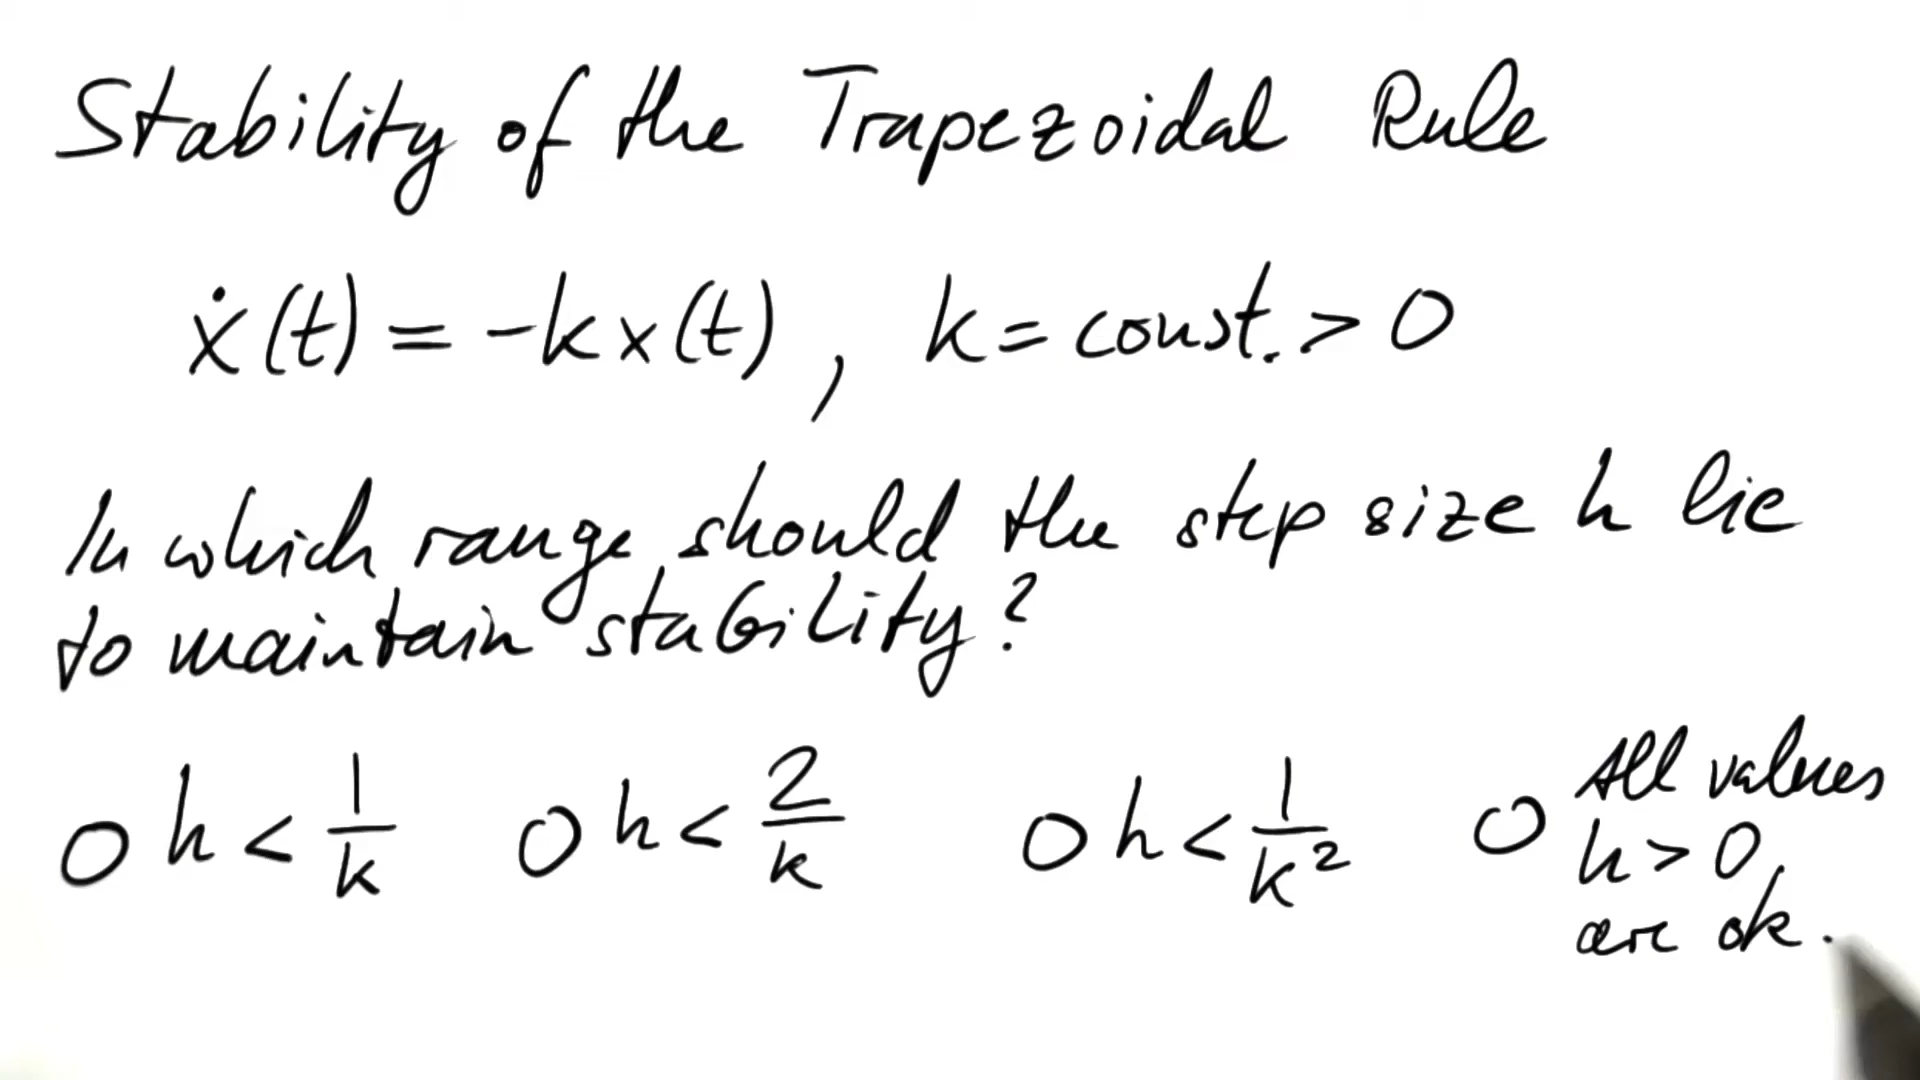 Stability of the Trapezoidal Rule
ẋ(t) = -kx(t), k = const. > 0
In which range should the step size h lie
to maintain stability?
O h < 1/k O h < 2/k O h < 1/k² O All values
h > 0
are ok.